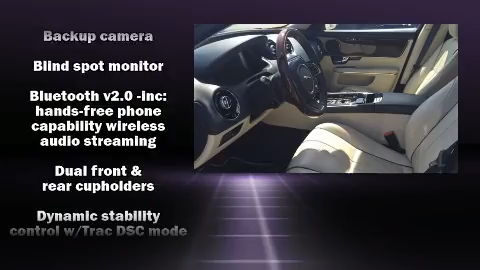 Backup camera
Blind spot monitor
Bluetooth v2.0 -inc:
hands-free phone
capability wireless
audio streaming
Dual front &
rear cupholders
Dynamic stability
control w/Trac DSC mode